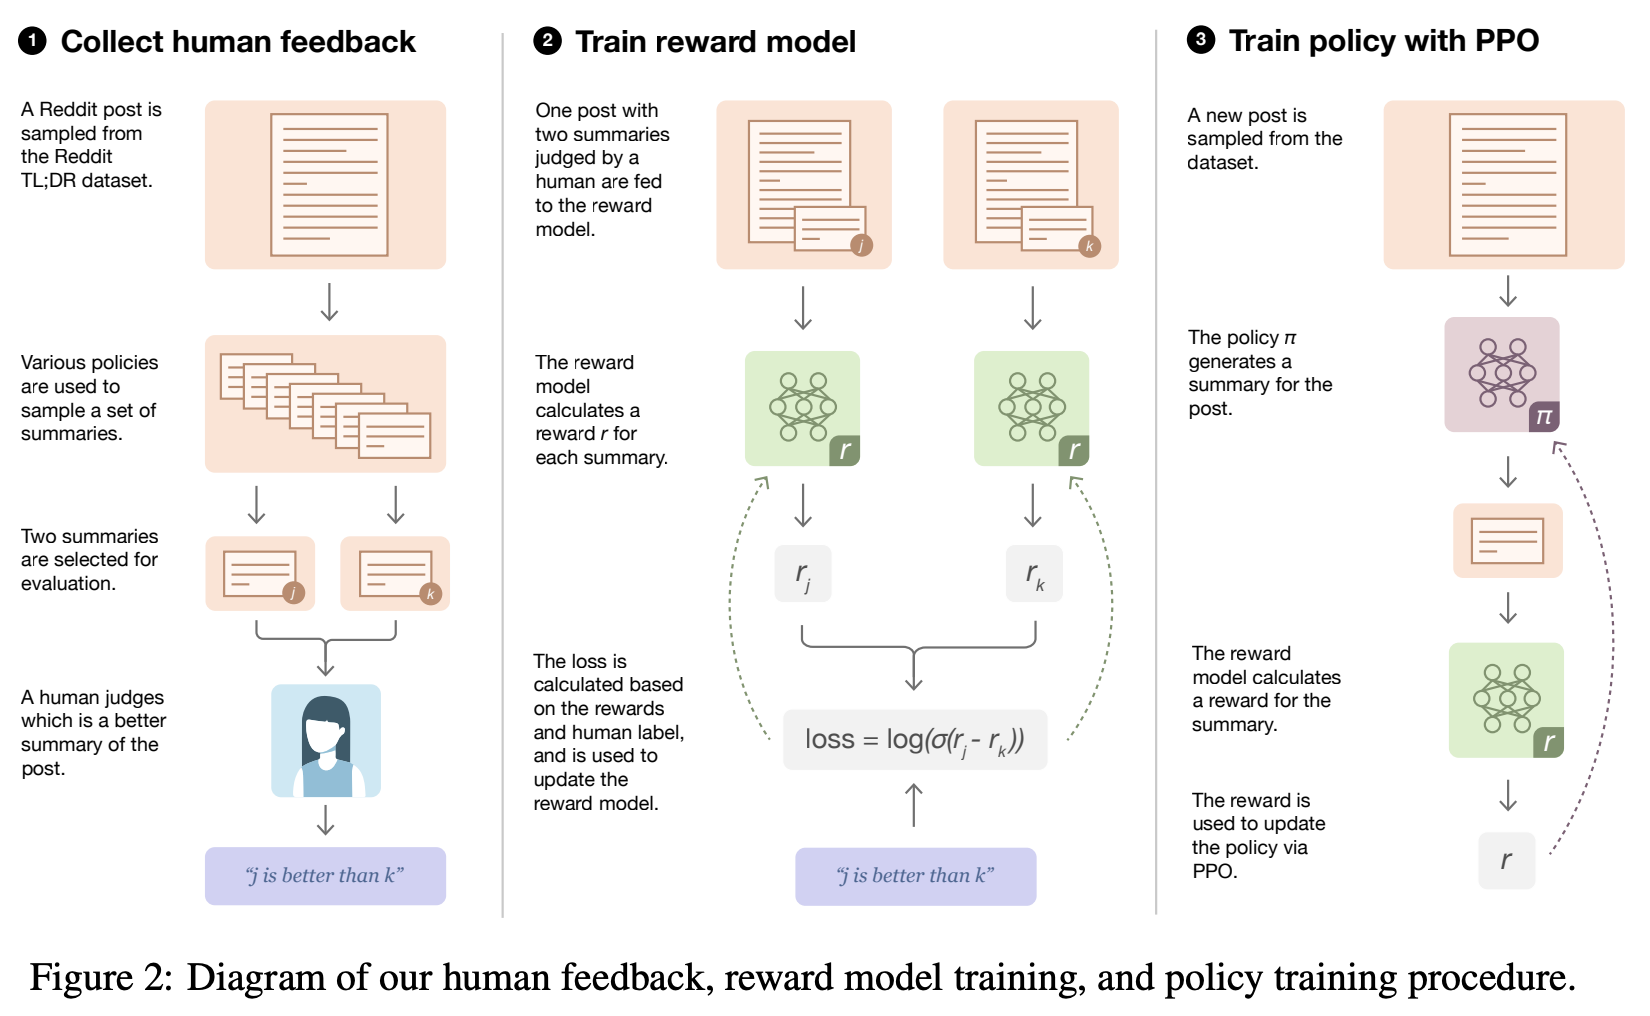 1 Collect human feedback
A Reddit post is
sampled from
the Reddit
TL;DR dataset.
Various policies
are used to
sample a set of
summaries.
Two summaries
are selected for
evaluation.
j
k
A human judges
which is a better
summary of the
post.
“j is better than k”
2 Train reward model
One post with
two summaries
judged by a
human are fed
to the reward
model.
j
k
The reward
model
calculates a
reward r for
each summary.
r
r
rj
rk
The loss is
calculated based
on the rewards
and human label,
and is used to
update the
reward model.
loss = log(σ(rj - rk))
“j is better than k”
3 Train policy with PPO
A new post is
sampled from the
dataset.
The policy π
generates a
summary for the
post.
π
The reward
model calculates
a reward for the
summary.
r
The reward is
used to update
the policy via
PPO.
r
Figure 2: Diagram of our human feedback, reward model training, and policy training procedure.